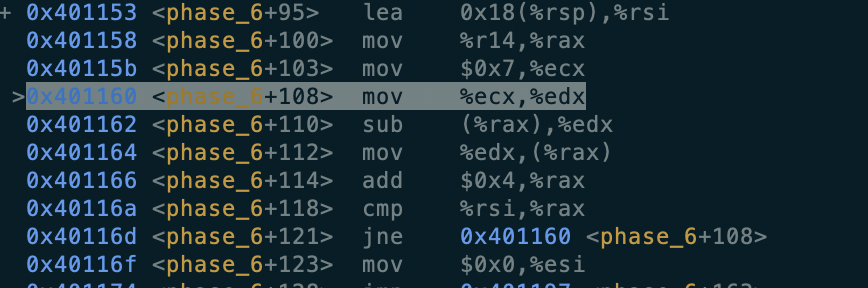 + 0x401153 <phase_6+95> lea 0x18(%rsp),%rsi
0x401158 <phase_6+100> mov %r14,%rax
0x40115b <phase_6+103> mov $0x7,%ecx
>0x401160 <phase_6+108> mov %ecx,%edx
0x401162 <phase_6+110> sub (%rax),%edx
0x401164 <phase_6+112> mov %edx,(%rax)
0x401166 <phase_6+114> add $0x4,%rax
0x40116a <phase_6+118> cmp %rsi,%rax
0x40116d <phase_6+121> jne 0x401160 <phase_6+108>
0x40116f <phase_6+123> mov $0x0,%esi